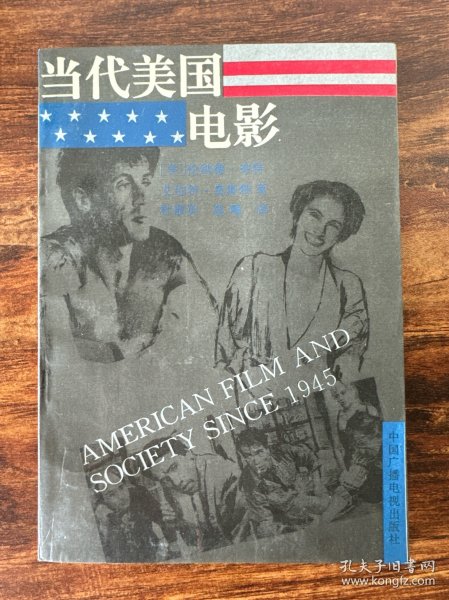 当代美国
电影
AMERICAN FILM AND
SOCIETY SINCE 1945
中国广播电视出版社
孔夫子旧书网
www.kongfz.com